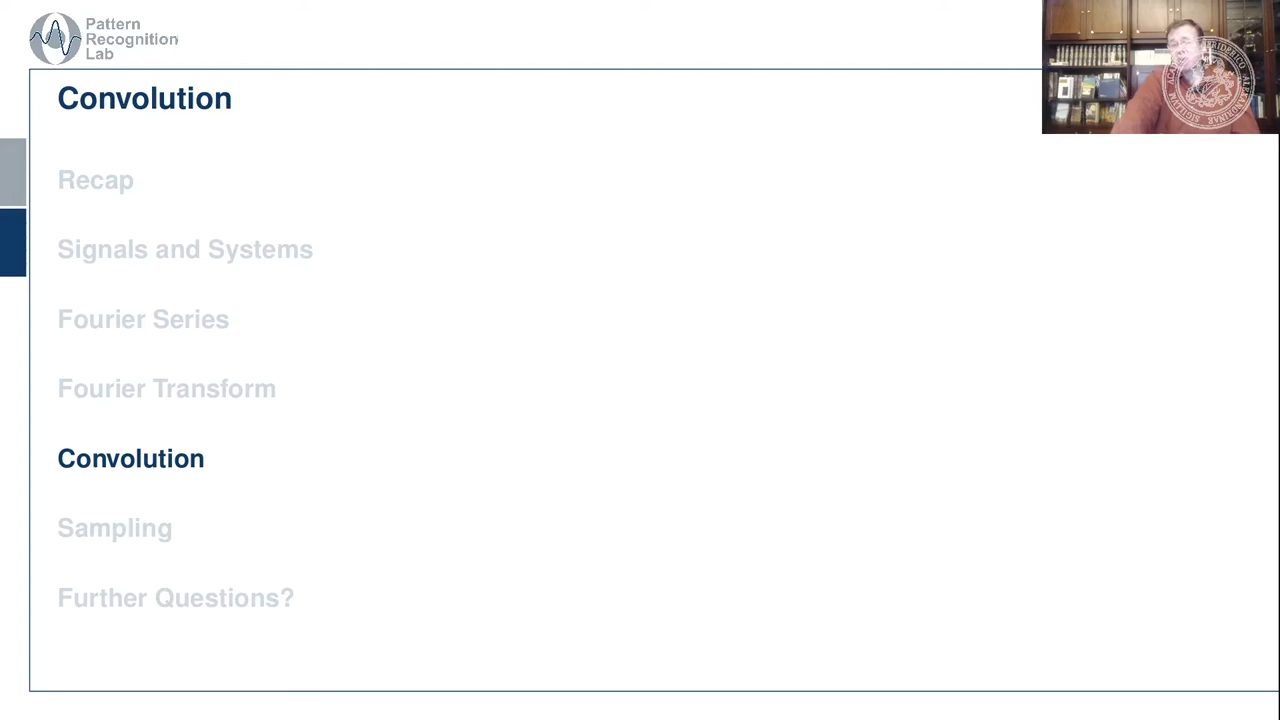 Pattern
Recognition
Lab
Convolution
Recap
Signals and Systems
Fourier Series
Fourier Transform
Convolution
Sampling
Further Questions?